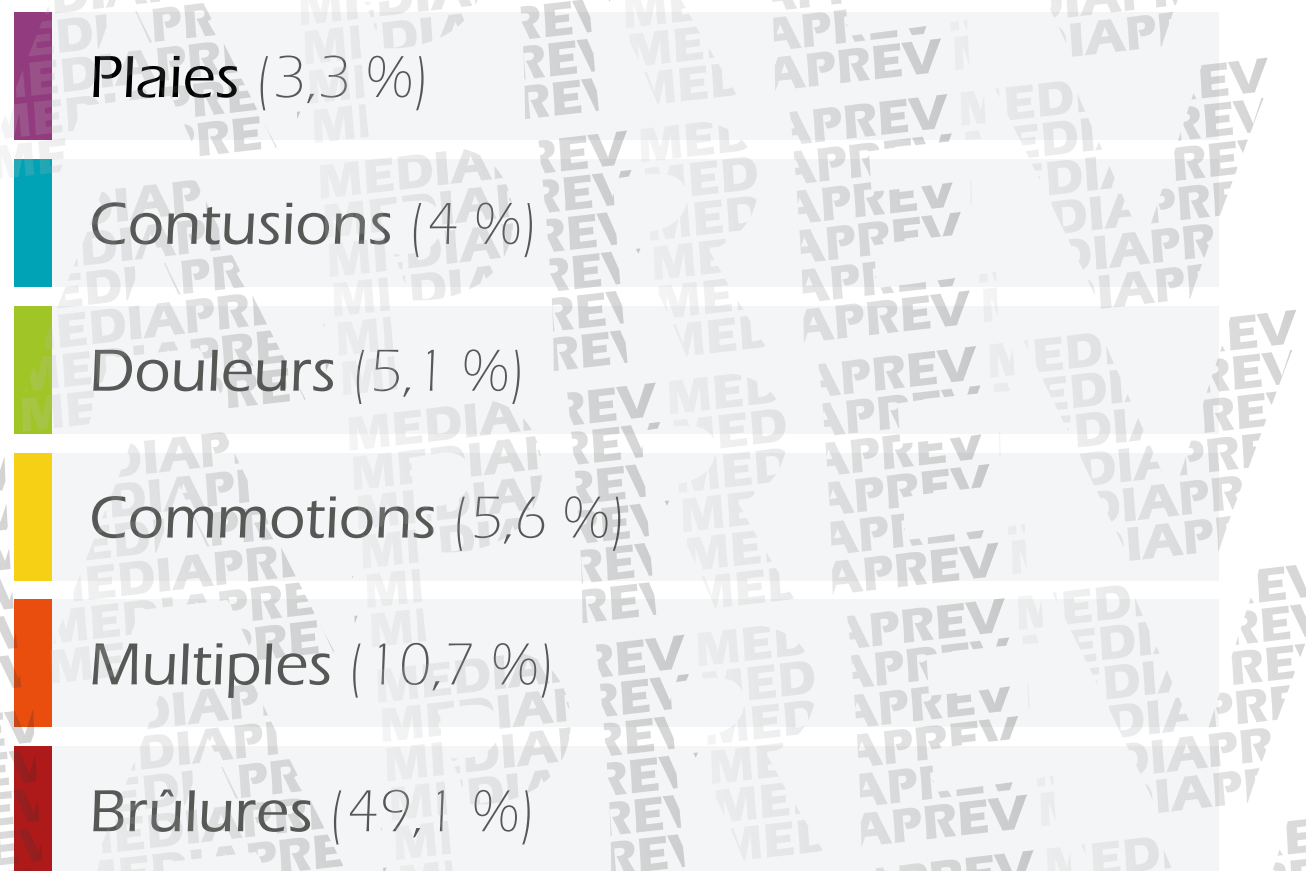 Plaies (3,3 %)
Contusions (4 %)
Douleurs (5,1 %)
Commotions (5,6 %)
Multiples (10,7 %)
Brûlures (49,1 %)